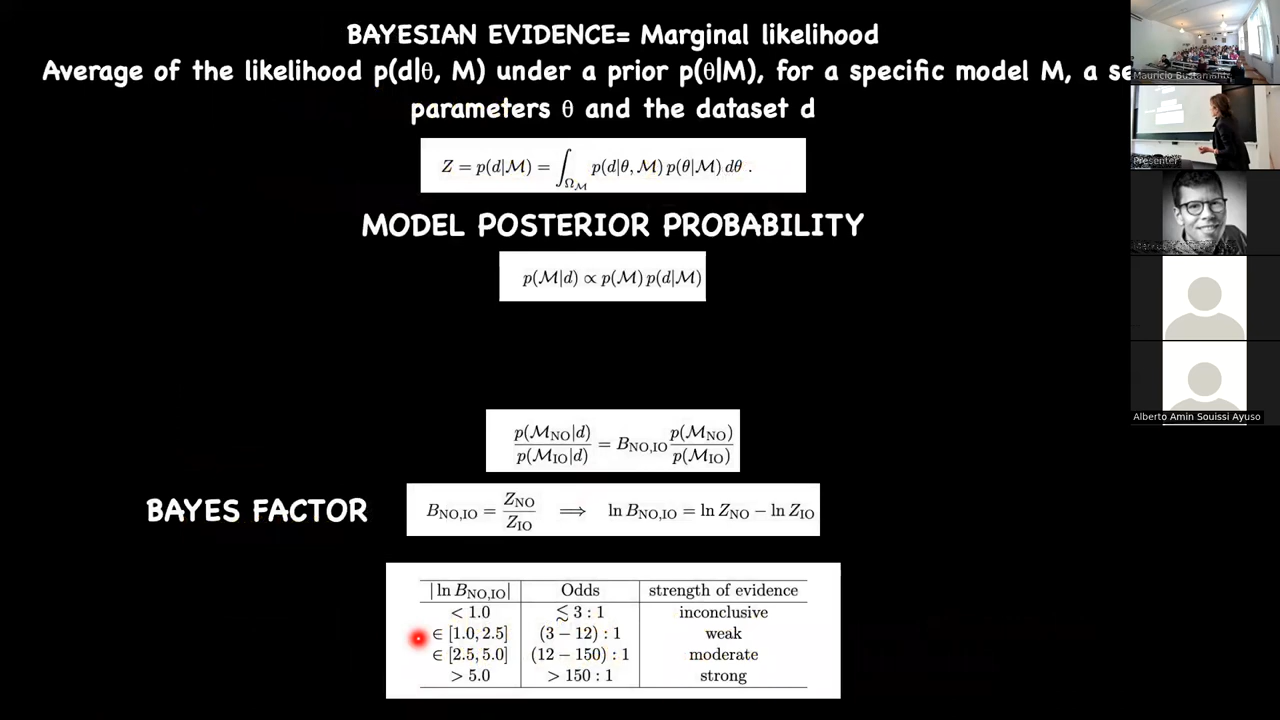 BAYESIAN EVIDENCE= Marginal likelihood
Average of the likelihood p(d|θ, M) under a prior p(θ|M), for a specific model M, a se
parameters θ and the dataset d
Z = p(d|ℳ) = ∫_{Ω_ℳ} p(d|θ, ℳ) p(θ|ℳ) dθ .
MODEL POSTERIOR PROBABILITY
p(ℳ|d) ∝ p(ℳ) p(d|ℳ)
p(ℳ_NO|d) / p(ℳ_IO|d) = B_NO,IO p(ℳ_NO) / p(ℳ_IO)
BAYES FACTOR
B_NO,IO = Z_NO / Z_IO ⟹ ln B_NO,IO = ln Z_NO − ln Z_IO
|ln B_NO,IO| Odds strength of evidence
< 1.0 ≲ 3 : 1 inconclusive
∈ [1.0, 2.5] (3 − 12) : 1 weak
∈ [2.5, 5.0] (12 − 150) : 1 moderate
> 5.0 > 150 : 1 strong
Mauricio Bustamante
Presenter
Alberto Amin Souissi Ayuso